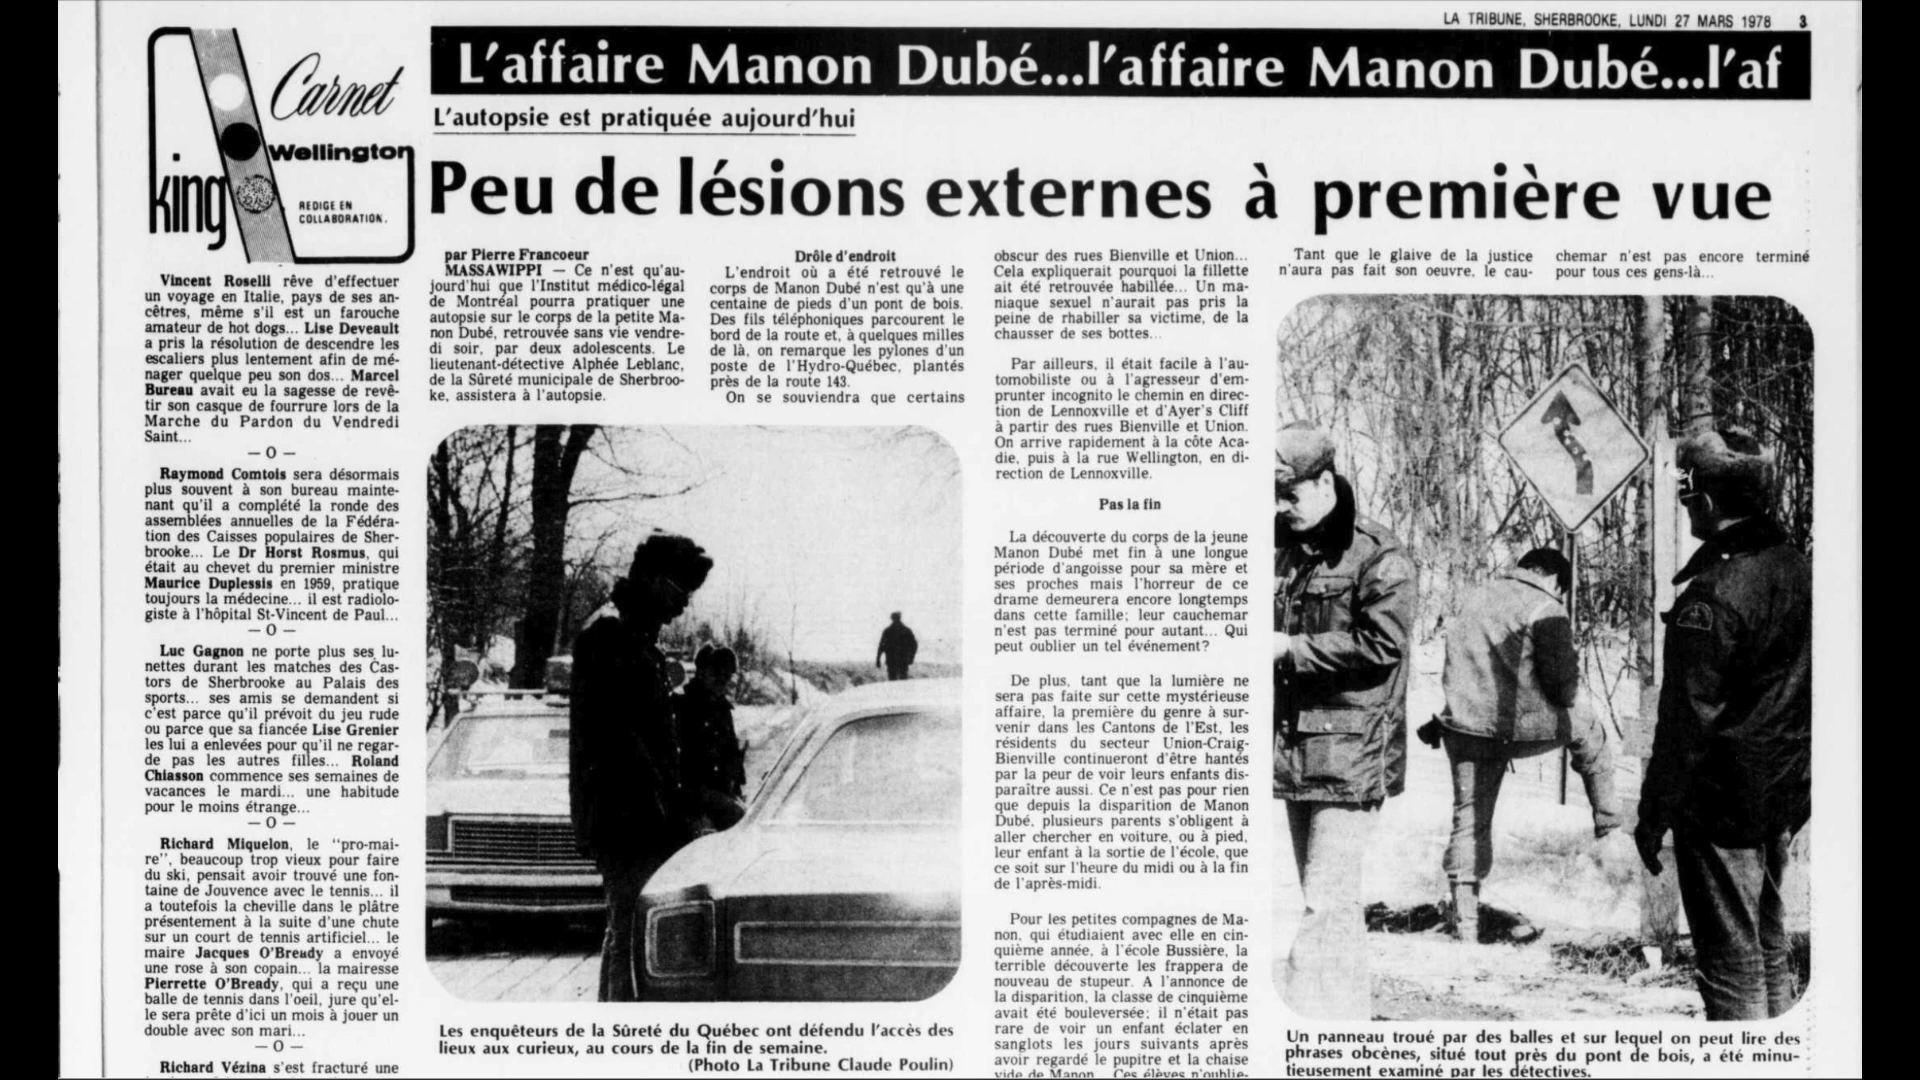 LA TRIBUNE, SHERBROOKE, LUNDI 27 MARS 1978 3
king
Carnet
Wellington
REDIGE EN
COLLABORATION.
Vincent Roselli rêve d'effectuer
un voyage en Italie, pays de ses an-
cêtres, même s'il est un farouche
amateur de hot dogs... Lise Deveault
a pris la résolution de descendre les
escaliers plus lentement afin de mé-
nager quelque peu son dos... Marcel
Bureau avait eu la sagesse de revê-
tir son casque de fourrure lors de la
Marche du Pardon du Vendredi
Saint...
— O —
Raymond Comtois sera désormais
plus souvent à son bureau mainte-
nant qu'il a complété la ronde des
assemblées annuelles de la Fédéra-
tion des Caisses populaires de Sher-
brooke... Le Dr Horst Rosmus, qui
était au chevet du premier ministre
Maurice Duplessis en 1959, pratique
toujours la médecine... il est radiolo-
giste à l'hôpital St-Vincent de Paul...
— O —
Luc Gagnon ne porte plus ses lu-
nettes durant les matches des Cas-
tors de Sherbrooke au Palais des
sports... ses amis se demandent si
c'est parce qu'il prévoit du jeu rude
ou parce que sa fiancée Lise Grenier
les lui a enlevées pour qu'il ne regar-
de pas les autres filles... Roland
Chiasson commence ses semaines de
vacances le mardi... une habitude
pour le moins étrange...
— O —
Richard Miquelon, le "pro-mai-
re", beaucoup trop vieux pour faire
du ski, pensait avoir trouvé une fon-
taine de Jouvence avec le tennis... il
a toutefois la cheville dans le plâtre
présentement à la suite d'une chute
sur un court de tennis artificiel... le
maire Jacques O'Bready a envoyé
une rose à son copain... la mairesse
Pierrette O'Bready, qui a reçu une
balle de tennis dans l'oeil, jure qu'el-
le sera prête d'ici un mois à jouer un
double avec son mari...
— O —
Richard Vézina s'est fracturé une
L'affaire Manon Dubé...l'affaire Manon Dubé...l'af
L'autopsie est pratiquée aujourd'hui
Peu de lésions externes à première vue
par Pierre Francoeur
MASSAWIPPI — Ce n'est qu'au-
jourd'hui que l'Institut médico-légal
de Montréal pourra pratiquer une
autopsie sur le corps de la petite Ma-
non Dubé, retrouvée sans vie vendre-
di soir, par deux adolescents. Le
lieutenant-détective Alphée Leblanc,
de la Sûreté municipale de Sherbroo-
ke, assistera à l'autopsie.
Drôle d'endroit
L'endroit où a été retrouvé le
corps de Manon Dubé n'est qu'à une
centaine de pieds d'un pont de bois.
Des fils téléphoniques parcourent le
bord de la route et, à quelques milles
de là, on remarque les pylones d'un
poste de l'Hydro-Québec, plantés
près de la route 143.
On se souviendra que certains
Les enquêteurs de la Sûreté du Québec ont défendu l'accès des
lieux aux curieux, au cours de la fin de semaine.
(Photo La Tribune Claude Poulin)
obscur des rues Bienville et Union...
Cela expliquerait pourquoi la fillette
ait été retrouvée habillée... Un ma-
niaque sexuel n'aurait pas pris la
peine de rhabiller sa victime, de la
chausser de ses bottes...
Par ailleurs, il était facile à l'au-
tomobiliste ou à l'agresseur d'em-
prunter incognito le chemin en direc-
tion de Lennoxville et d'Ayer's Cliff
à partir des rues Bienville et Union.
On arrive rapidement à la côte Aca-
die, puis à la rue Wellington, en di-
rection de Lennoxville.
Pas la fin
La découverte du corps de la jeune
Manon Dubé met fin à une longue
période d'angoisse pour sa mère et
ses proches mais l'horreur de ce
drame demeurera encore longtemps
dans cette famille; leur cauchemar
n'est pas terminé pour autant... Qui
peut oublier un tel événement?
De plus, tant que la lumière ne
sera pas faite sur cette mystérieuse
affaire, la première du genre à sur-
venir dans les Cantons de l'Est, les
résidents du secteur Union-Craig-
Bienville continueront d'être hantés
par la peur de voir leurs enfants dis-
paraître aussi. Ce n'est pas pour rien
que depuis la disparition de Manon
Dubé, plusieurs parents s'obligent à
aller chercher en voiture, ou à pied,
leur enfant à la sortie de l'école, que
ce soit sur l'heure du midi ou à la fin
de l'après-midi.
Pour les petites compagnes de Ma-
non, qui étudiaient avec elle en cin-
quième année, à l'école Bussière, la
terrible découverte les frappera de
nouveau de stupeur. A l'annonce de
la disparition, la classe de cinquième
avait été bouleversée; il n'était pas
rare de voir un enfant éclater en
sanglots les jours suivants après
avoir regardé le pupitre et la chaise
vide de Manon... Ces élèves n'oublie-
Tant que le glaive de la justice
n'aura pas fait son oeuvre, le cau-
chemar n'est pas encore terminé
pour tous ces gens-là...
Un panneau troué par des balles et sur lequel on peut lire des
phrases obcènes, situé tout près du pont de bois, a été minu-
tieusement examiné par les détectives.